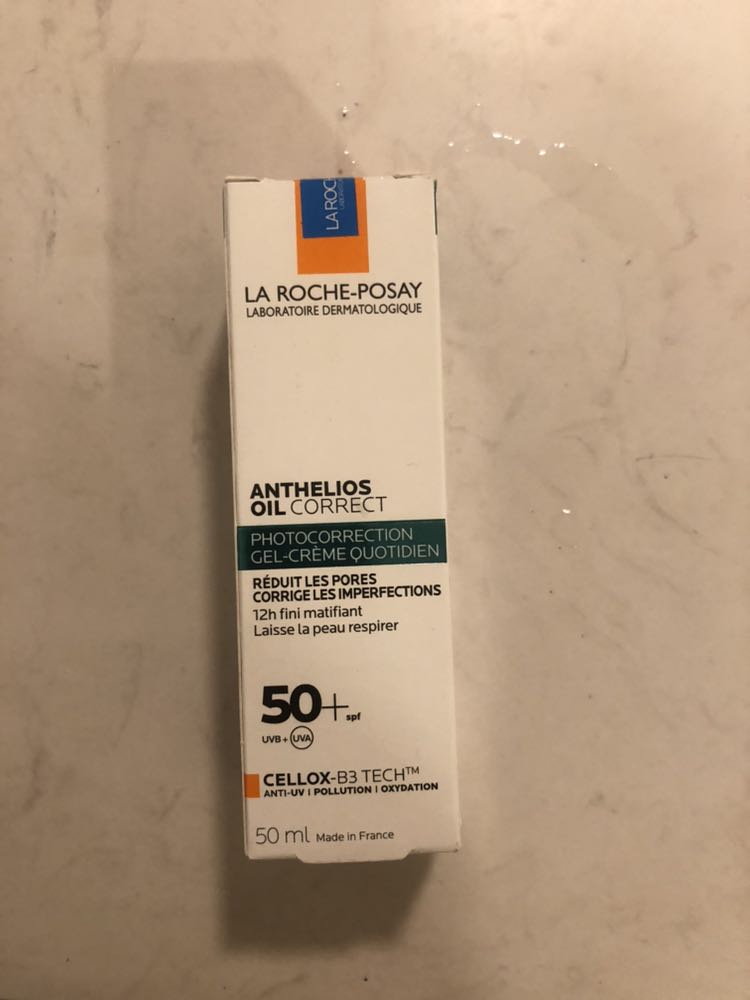 LA ROC
LA ROCHE-POSAY
LABORATOIRE DERMATOLOGIQUE
ANTHELIOS
OIL CORRECT
PHOTOCORRECTION
GEL-CRÈME QUOTIDIEN
RÉDUIT LES PORES
CORRIGE LES IMPERFECTIONS
12h fini matifiant
Laisse la peau respirer
50+ spf
UVB + UVA
CELLOX-B3 TECH™
ANTI-UV I POLLUTION I OXYDATION
50 ml Made in France